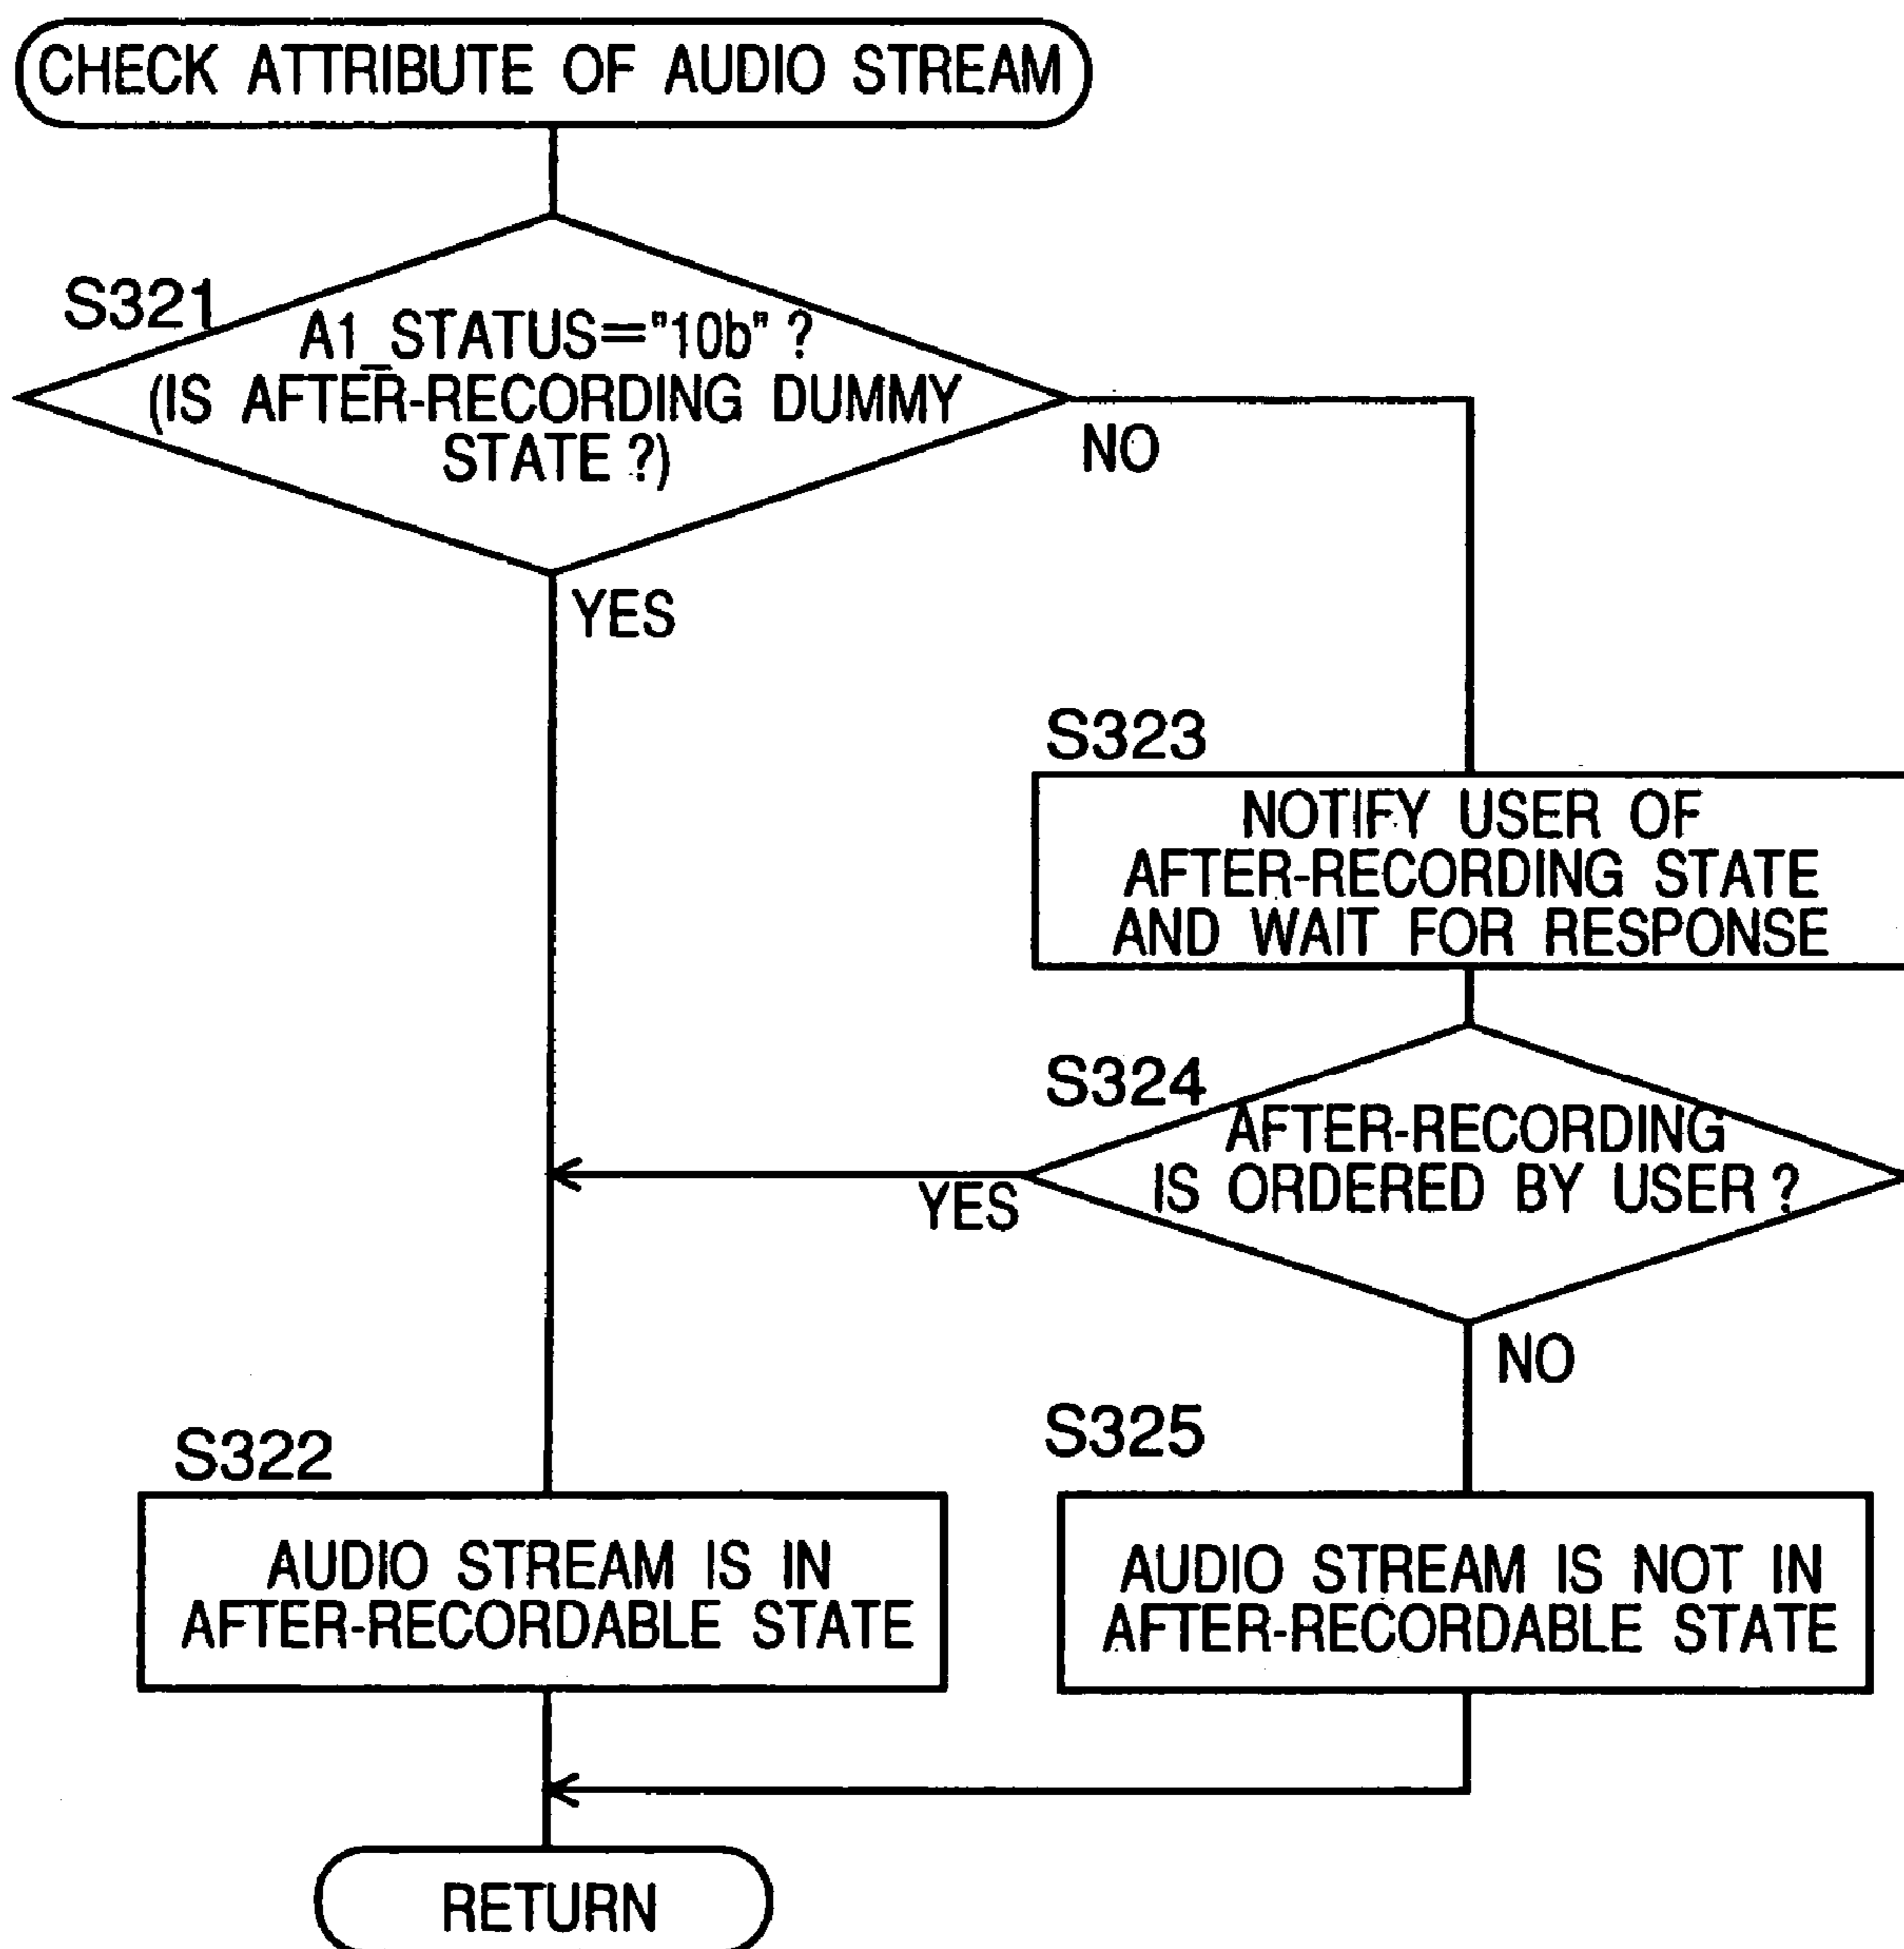 CHECK ATTRIBUTE OF AUDIO STREAM
S321
A1_STATUS="10b" ?
(IS AFTER-RECORDING DUMMY
STATE ?)
NO
YES
S323
NOTIFY USER OF
AFTER-RECORDING STATE
AND WAIT FOR RESPONSE
S324
AFTER-RECORDING
IS ORDERED BY USER ?
YES
NO
S322
AUDIO STREAM IS IN
AFTER-RECORDABLE STATE
S325
AUDIO STREAM IS NOT IN
AFTER-RECORDABLE STATE
RETURN